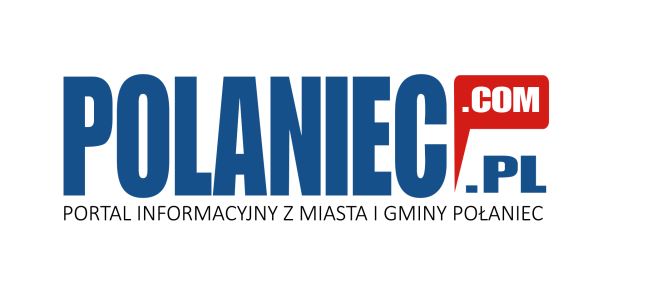 POLANIEC.COM
.PL
PORTAL INFORMACYJNY Z MIASTA I GMINY POŁANIEC